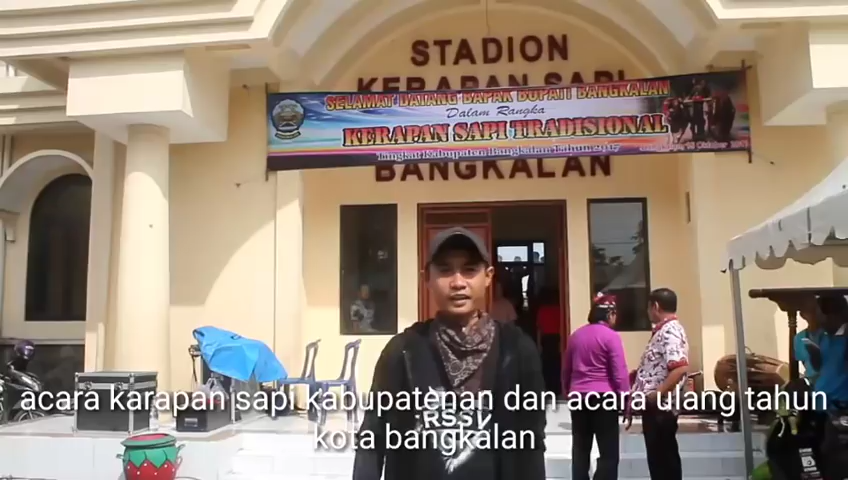 STADION
KERAPAN SAPI
SELAMAT DATANG BAPAK BUPATI BANGKALAN
Dalam Rangka
KERAPAN SAPI TRADISIONAL
Tingkat Kabupaten Bangkalan Tahun 2017
BANGKALAN
acara karapan sapi kabupatenan dan acara ulang tahun
kota bangkalan